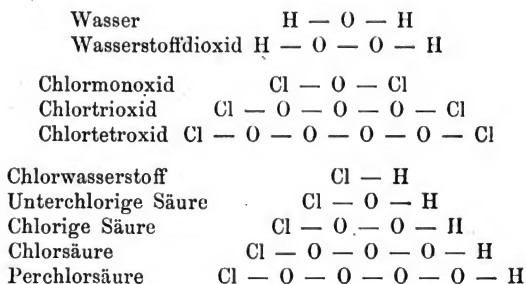 Wasser H — O — H
Wasserstoffdioxid H — O — O — H
Chlormonoxid Cl — O — Cl
Chlortrioxid Cl — O — O — O — Cl
Chlortetroxid Cl — O — O — O — O — Cl
Chlorwasserstoff Cl — H
Unterchlorige Säure Cl — O — H
Chlorige Säure Cl — O — O — H
Chlorsäure Cl — O — O — O — H
Perchlorsäure Cl — O — O — O — O — H